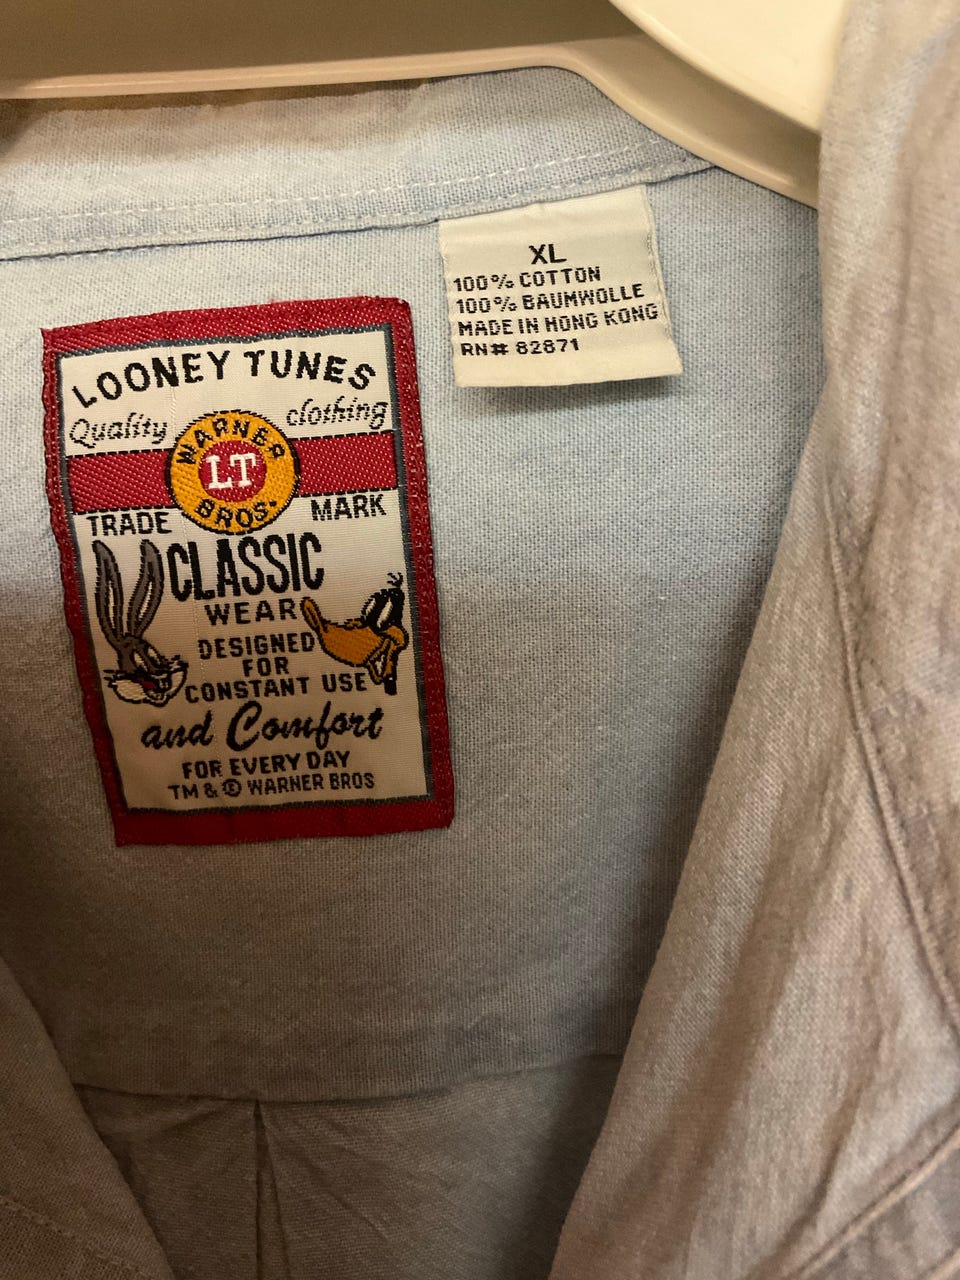 LOONEY TUNES
Quality clothing
WARNER
LT
BROS.
TRADE MARK
CLASSIC
WEAR
DESIGNED
FOR
CONSTANT USE
and Comfort
FOR EVERY DAY
TM & © WARNER BROS
XL
100% COTTON
100% BAUMWOLLE
MADE IN HONG KONG
RN# 82871